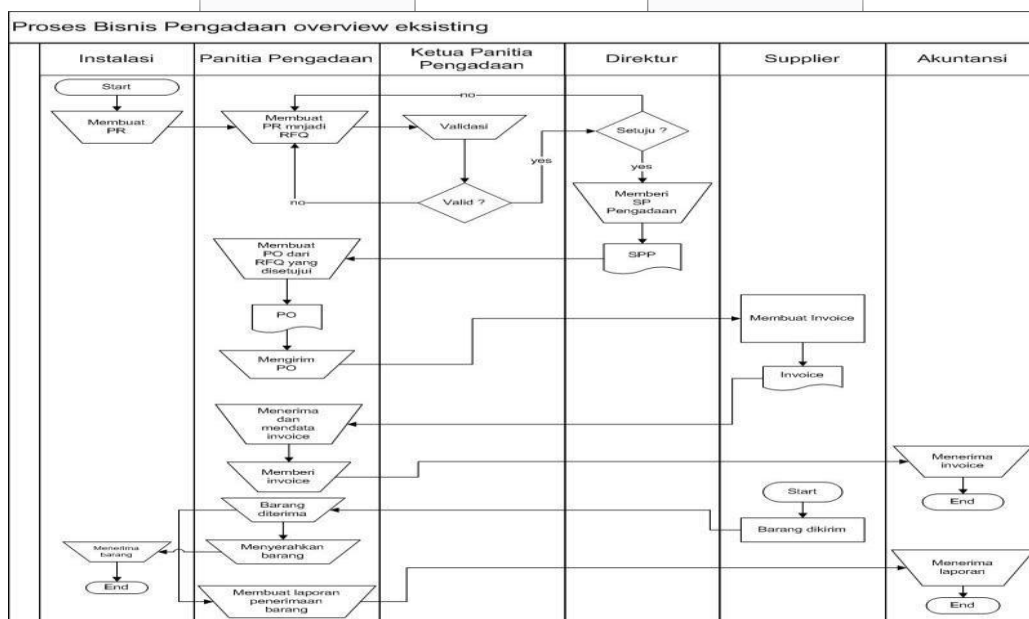 Proses Bisnis Pengadaan overview eksisting
Instalasi
Panitia Pengadaan
Ketua Panitia
Pengadaan
Direktur
Supplier
Akuntansi
Start
Membuat
PR
Membuat
PR mnjadi
RFQ
Validasi
no
Setuju ?
yes
yes
no
Valid ?
Memberi
SP
Pengadaan
SPP
Membuat
PO dari
RFQ yang
disetujui
PO
Mengirim
PO
Membuat Invoice
Invoice
Menerima
dan
mendata
invoice
Memberi
invoice
Menerima
invoice
End
Start
Barang dikirim
Barang
diterima
Menyerahkan
barang
Menerima
barang
End
Membuat laporan
penerimaan
barang
Menerima
laporan
End